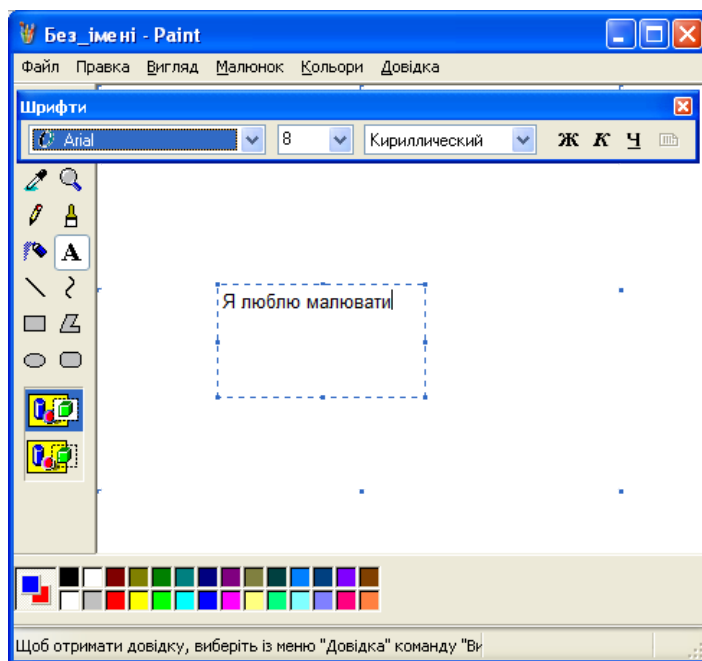 Без_імені - Paint
Файл Правка Вигляд Малюнок Кольори Довідка
Шрифти
Arial 8 Кириллический Ж К Ч
A
Я люблю малювати
Щоб отримати довідку, виберіть із меню "Довідка" команду "Ви